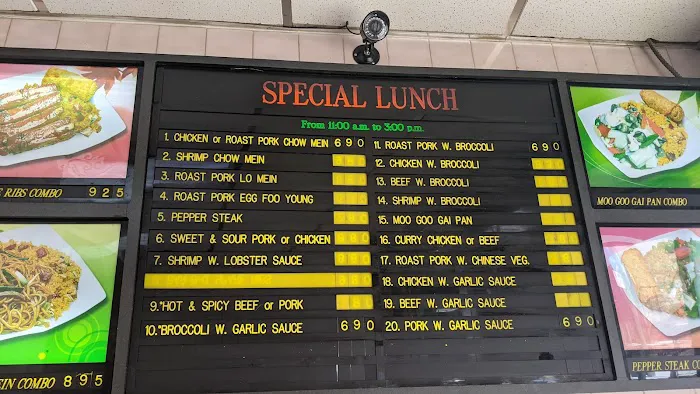 SPECIAL LUNCH
From 11:00 a.m. to 3:00 p.m.
1. CHICKEN or ROAST PORK CHOW MEIN 6 9 0
2. SHRIMP CHOW MEIN
3. ROAST PORK LO MEIN
4. ROAST PORK EGG FOO YOUNG
5. PEPPER STEAK
6. SWEET & SOUR PORK or CHICKEN
7. SHRIMP W. LOBSTER SAUCE
9.*HOT & SPICY BEEF or PORK
10.*BROCCOLI W. GARLIC SAUCE 6 9 0
11. ROAST PORK W. BROCCOLI 6 9 0
12. CHICKEN W. BROCCOLI
13. BEEF W. BROCCOLI
14. SHRIMP W. BROCCOLI
15. MOO GOO GAI PAN
16. CURRY CHICKEN or BEEF
17. ROAST PORK W. CHINESE VEG.
18. CHICKEN W. GARLIC SAUCE
19. BEEF W. GARLIC SAUCE
20. PORK W. GARLIC SAUCE 6 9 0
RIBS COMBO 9 2 5
EIN COMBO 8 9 5
MOO GOO GAI PAN COMBO
PEPPER STEAK CO